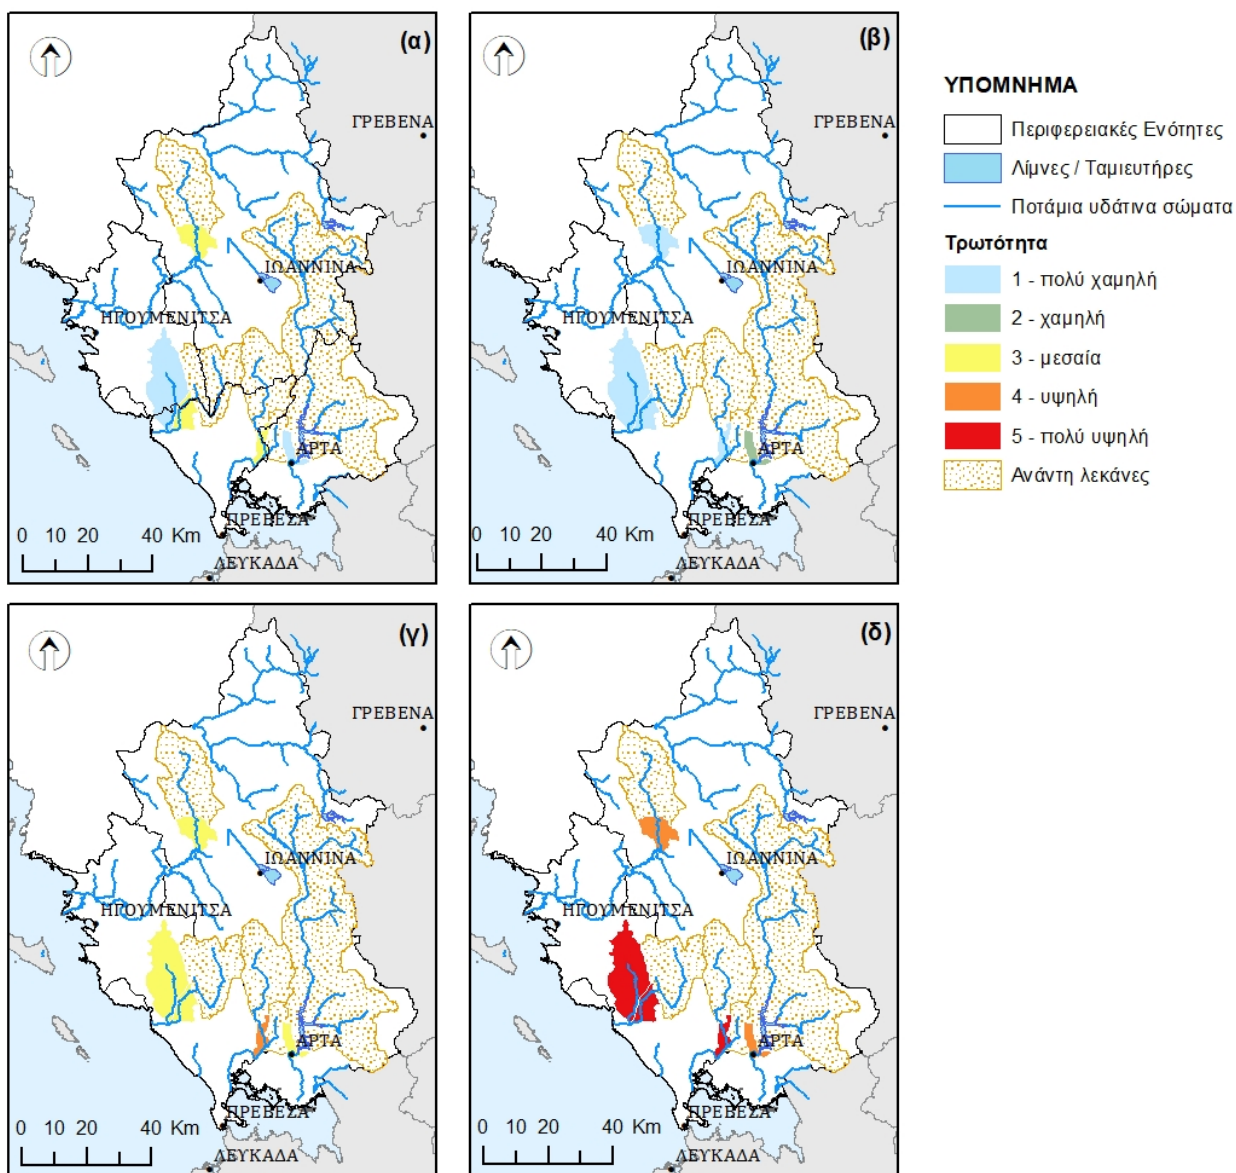 (α)
ΓΡΕΒΕΝΑ
ΙΩΑΝΝΙΝΑ
ΗΓΟΥΜΕΝΙΤΣΑ
ΑΡΤΑ
ΠΡΕΒΕΖΑ
ΛΕΥΚΑΔΑ
0 10 20 40 Km
(β)
ΓΡΕΒΕΝΑ
ΙΩΑΝΝΙΝΑ
ΗΓΟΥΜΕΝΙΤΣΑ
ΑΡΤΑ
ΠΡΕΒΕΖΑ
ΛΕΥΚΑΔΑ
0 10 20 40 Km
ΥΠΟΜΝΗΜΑ
Περιφερειακές Ενότητες
Λίμνες / Ταμιευτήρες
Ποτάμια υδάτινα σώματα
Τρωτότητα
1 - πολύ χαμηλή
2 - χαμηλή
3 - μεσαία
4 - υψηλή
5 - πολύ υψηλή
Ανάντη λεκάνες
(γ)
ΓΡΕΒΕΝΑ
ΙΩΑΝΝΙΝΑ
ΗΓΟΥΜΕΝΙΤΣΑ
ΑΡΤΑ
ΠΡΕΒΕΖΑ
ΛΕΥΚΑΔΑ
0 10 20 40 Km
(δ)
ΓΡΕΒΕΝΑ
ΙΩΑΝΝΙΝΑ
ΗΓΟΥΜΕΝΙΤΣΑ
ΑΡΤΑ
ΠΡΕΒΕΖΑ
ΛΕΥΚΑΔΑ
0 10 20 40 Km